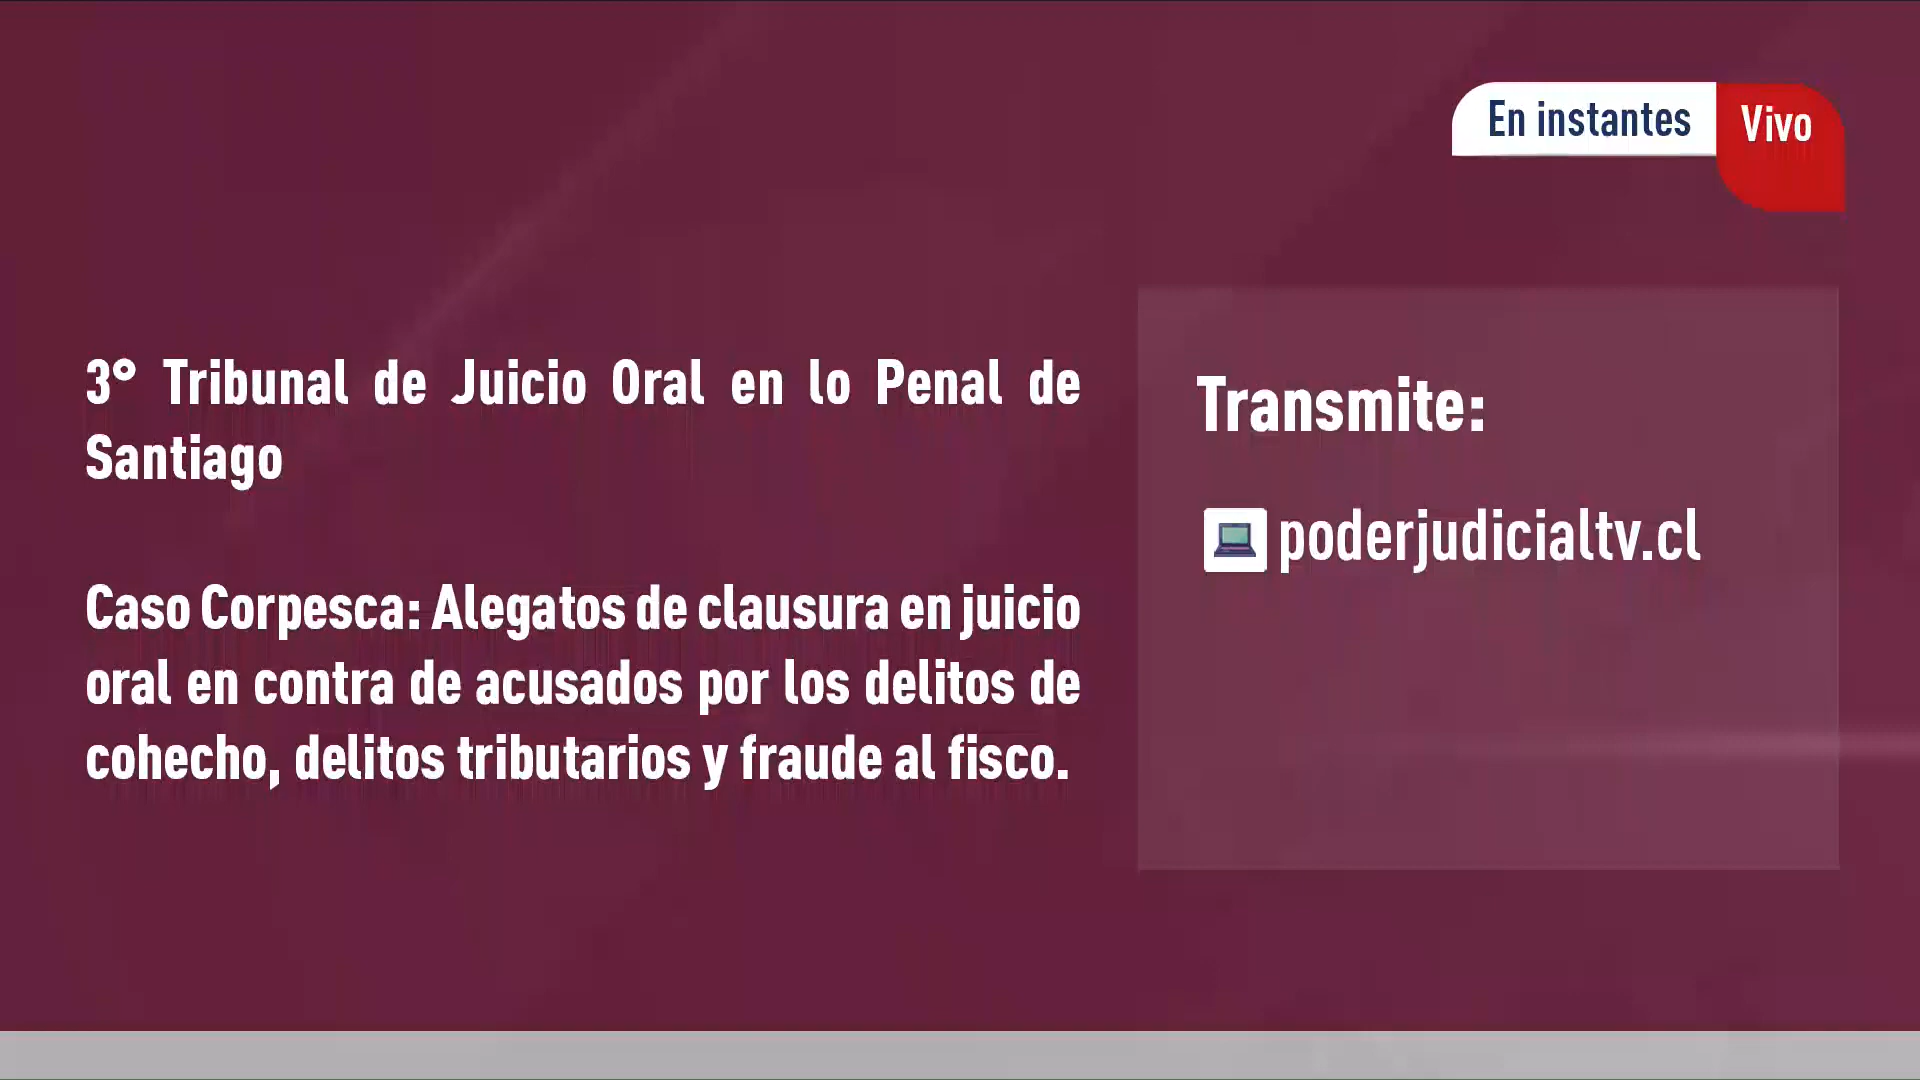 En instantes Vivo
3° Tribunal de Juicio Oral en lo Penal de
Santiago
Caso Corpesca: Alegatos de clausura en juicio
oral en contra de acusados por los delitos de
cohecho, delitos tributarios y fraude al fisco.
Transmite:
poderjudicialtv.cl